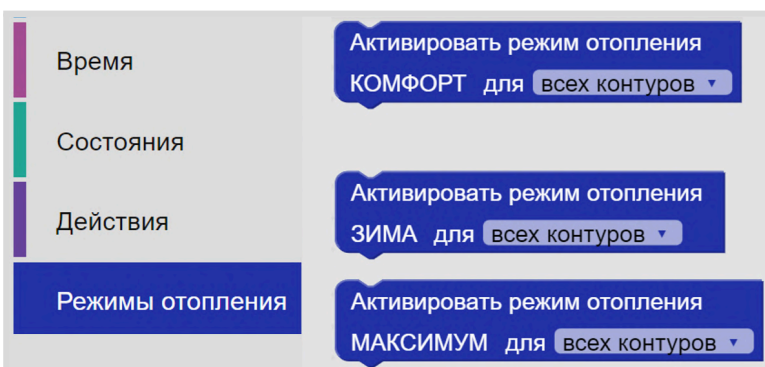 Время
Состояния
Действия
Режимы отопления
Активировать режим отопления
КОМФОРТ для всех контуров
Активировать режим отопления
ЗИМА для всех контуров
Активировать режим отопления
МАКСИМУМ для всех контуров